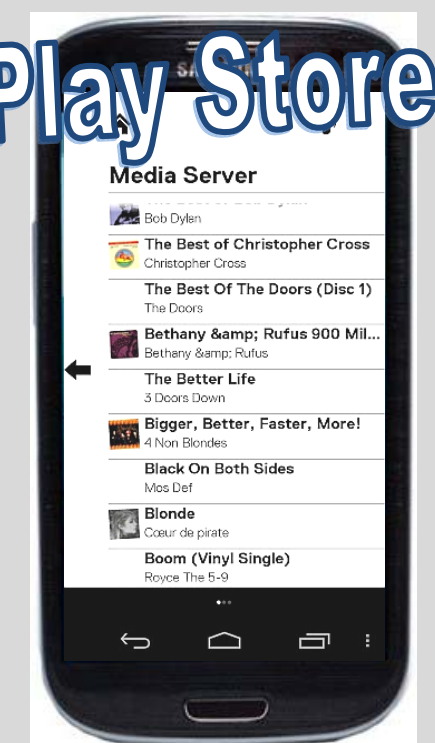 Play Store
Media Server
Bob Dylan
The Best of Christopher Cross
Christopher Cross
The Best Of The Doors (Disc 1)
The Doors
Bethany &amp; Rufus 900 Mil...
Bethany &amp; Rufus
The Better Life
3 Doors Down
Bigger, Better, Faster, More!
4 Non Blondes
Black On Both Sides
Mos Def
Blonde
Cœur de pirate
Boom (Vinyl Single)
Royce The 5-9